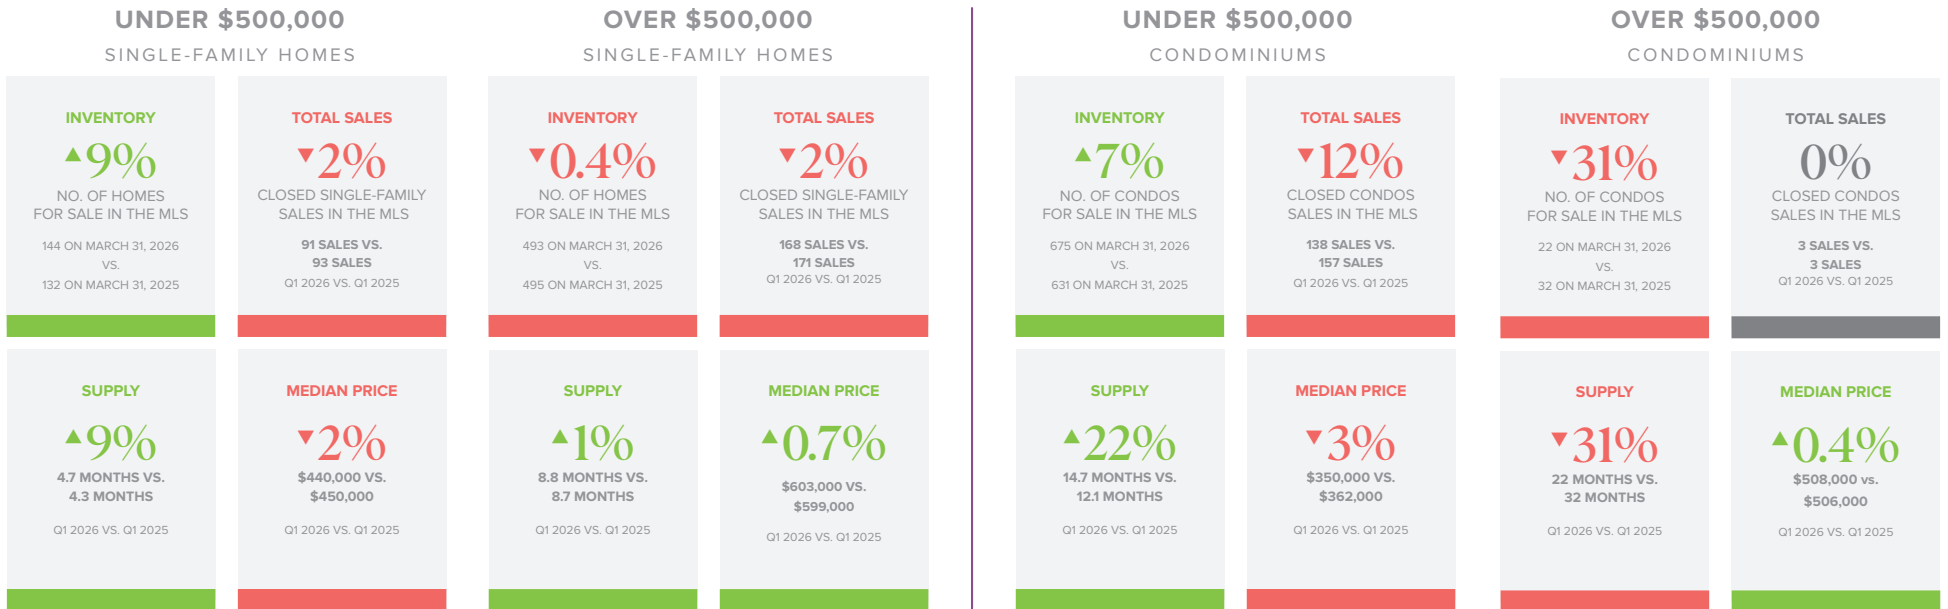 UNDER $500,000
SINGLE-FAMILY HOMES
INVENTORY
▲9%
NO. OF HOMES
FOR SALE IN THE MLS
144 ON MARCH 31, 2026
VS.
132 ON MARCH 31, 2025
TOTAL SALES
▼2%
CLOSED SINGLE-FAMILY
SALES IN THE MLS
91 SALES VS.
93 SALES
Q1 2026 VS. Q1 2025
SUPPLY
▲9%
4.7 MONTHS VS.
4.3 MONTHS
Q1 2026 VS. Q1 2025
MEDIAN PRICE
▼2%
$440,000 VS.
$450,000
Q1 2026 VS. Q1 2025
OVER $500,000
SINGLE-FAMILY HOMES
INVENTORY
▼0.4%
NO. OF HOMES
FOR SALE IN THE MLS
493 ON MARCH 31, 2026
VS.
495 ON MARCH 31, 2025
TOTAL SALES
▼2%
CLOSED SINGLE-FAMILY
SALES IN THE MLS
168 SALES VS.
171 SALES
Q1 2026 VS. Q1 2025
SUPPLY
▲1%
8.8 MONTHS VS.
8.7 MONTHS
Q1 2026 VS. Q1 2025
MEDIAN PRICE
▲0.7%
$603,000 VS.
$599,000
Q1 2026 VS. Q1 2025
UNDER $500,000
CONDOMINIUMS
INVENTORY
▲7%
NO. OF CONDOS
FOR SALE IN THE MLS
675 ON MARCH 31, 2026
VS.
631 ON MARCH 31, 2025
TOTAL SALES
▼12%
CLOSED CONDOS
SALES IN THE MLS
138 SALES VS.
157 SALES
Q1 2026 VS. Q1 2025
SUPPLY
▲22%
14.7 MONTHS VS.
12.1 MONTHS
Q1 2026 VS. Q1 2025
MEDIAN PRICE
▼3%
$350,000 VS.
$362,000
Q1 2026 VS. Q1 2025
OVER $500,000
CONDOMINIUMS
INVENTORY
▼31%
NO. OF CONDOS
FOR SALE IN THE MLS
22 ON MARCH 31, 2026
VS.
32 ON MARCH 31, 2025
TOTAL SALES
0%
CLOSED CONDOS
SALES IN THE MLS
3 SALES VS.
3 SALES
Q1 2026 VS. Q1 2025
SUPPLY
▼31%
22 MONTHS VS.
32 MONTHS
Q1 2026 VS. Q1 2025
MEDIAN PRICE
▲0.4%
$508,000 vs.
$506,000
Q1 2026 VS. Q1 2025